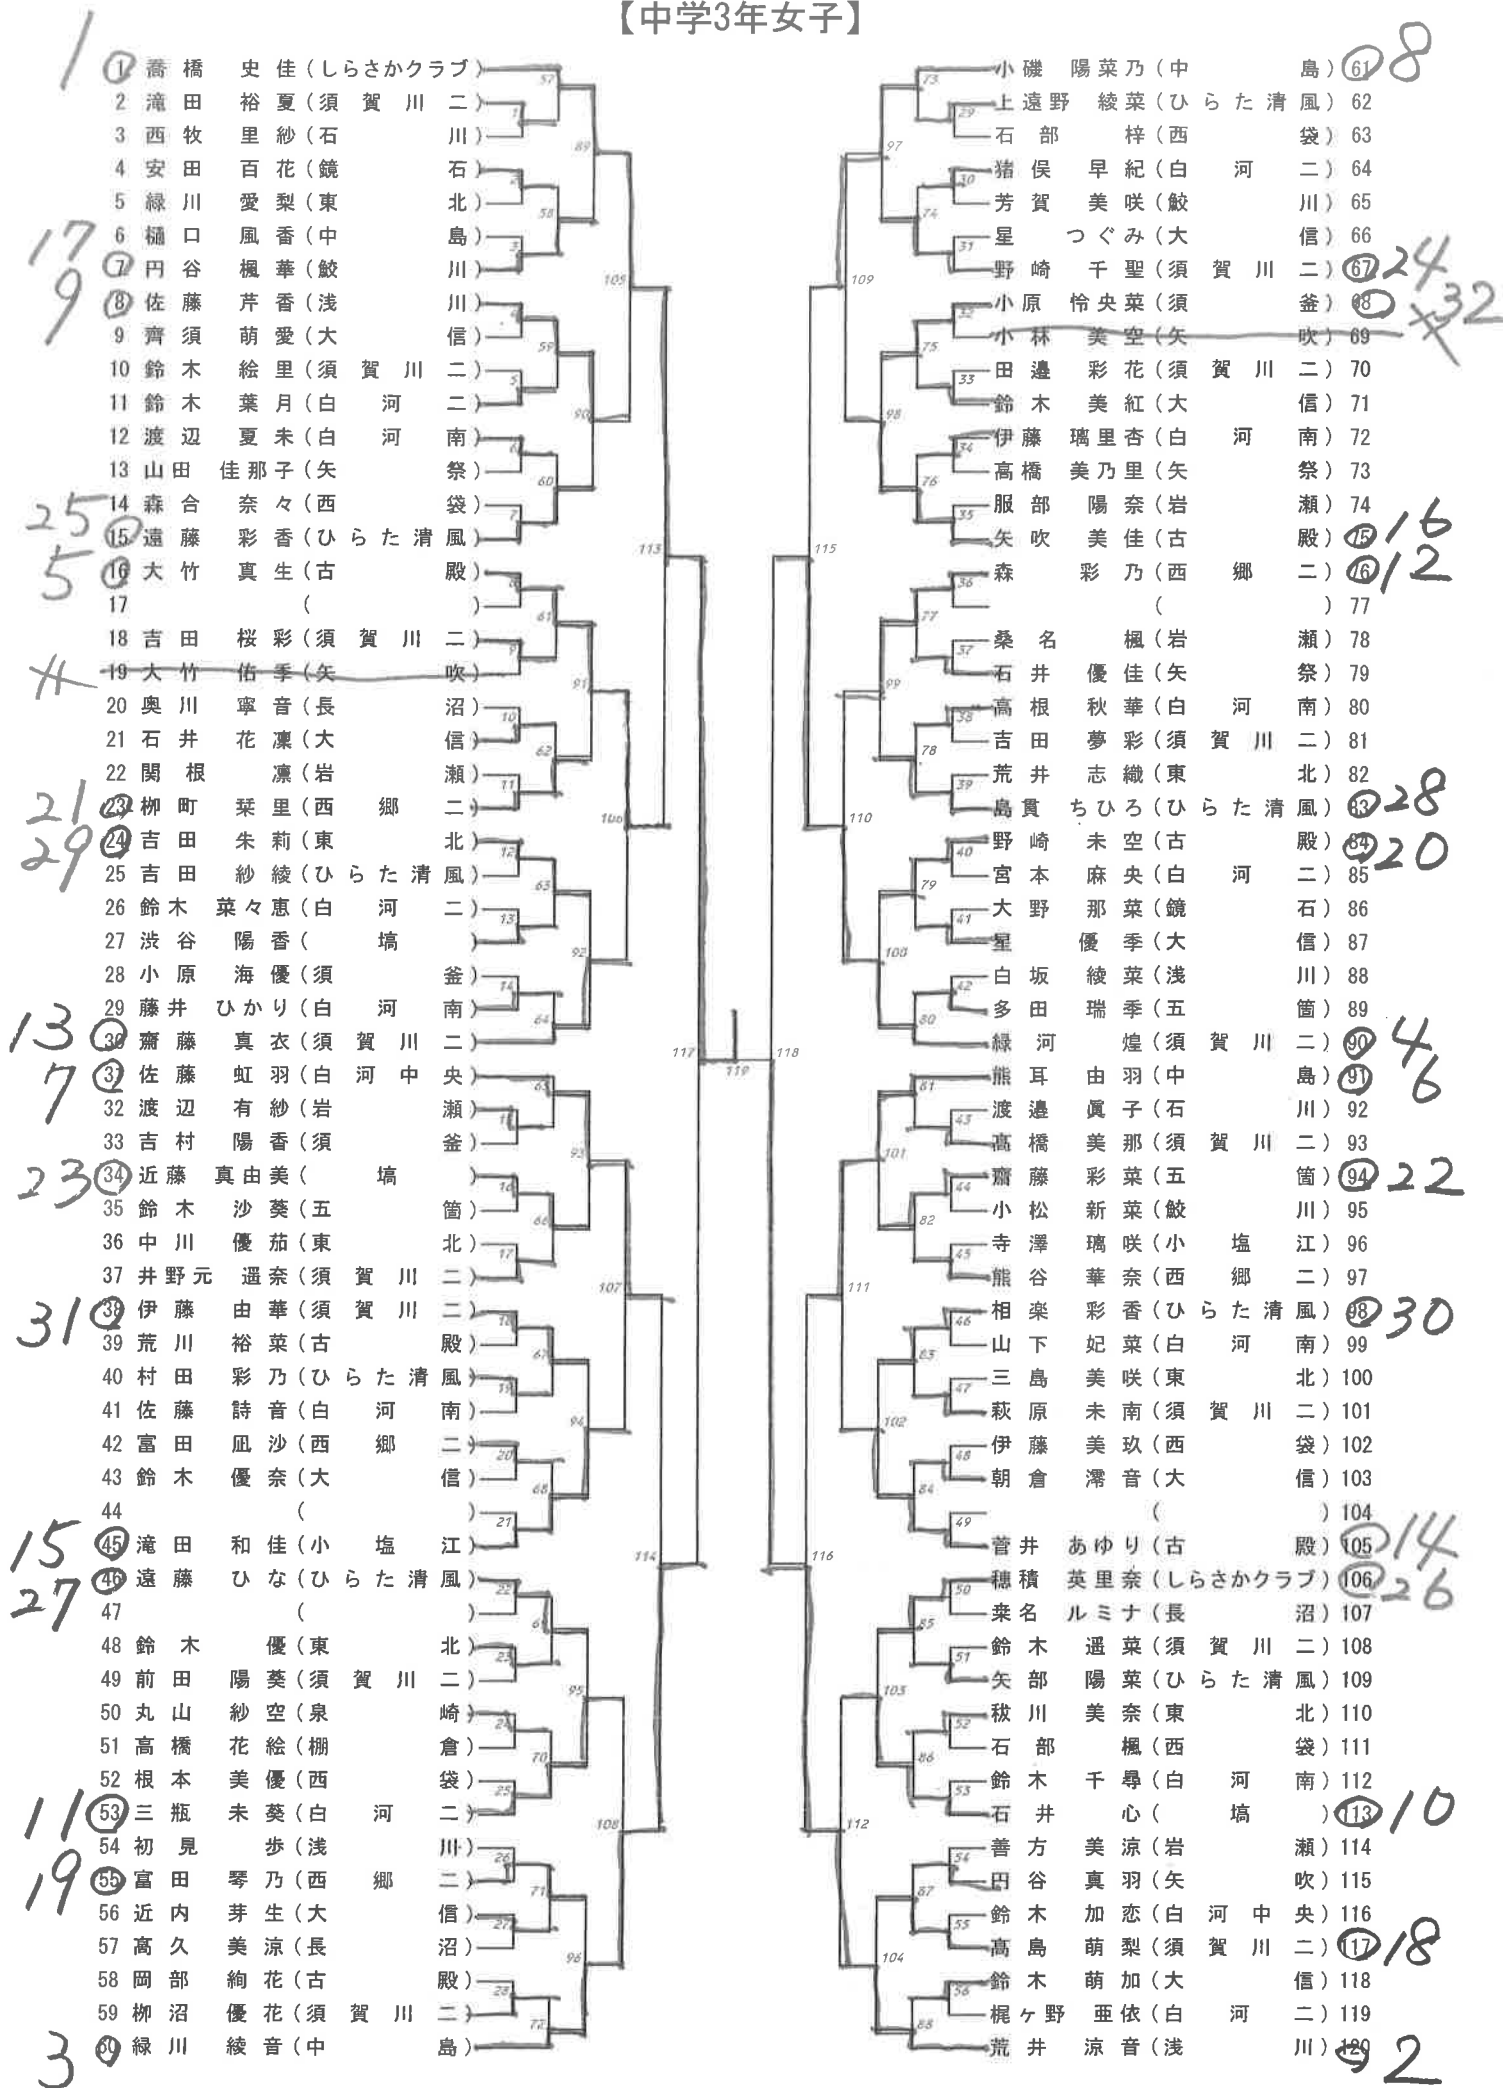 【中学3年女子】
1 髙橋 史佳(しらさかクラブ)
2 滝田 裕夏(須賀川二)
3 西牧 里紗(石川)
4 安田 百花(鏡石)
5 緑川 愛梨(東北)
6 樋口 風香(中島)
7 円谷 楓華(鮫川)
8 佐藤 芹香(浅川)
9 齊須 萌愛(大信)
10 鈴木 絵里(須賀川二)
11 鈴木 葉月(白河二)
12 渡辺 夏未(白河南)
13 山田 佳那子(矢祭)
14 森合 奈々(西袋)
15 遠藤 彩香(ひらた清風)
16 大竹 真生(古殿)
17 ( )
18 吉田 桜彩(須賀川二)
19 大竹 佑季(矢吹)
20 奥川 寧音(長沼)
21 石井 花凜(大信)
22 関根 凛(岩瀬)
23 栁町 栞里(西郷二)
24 吉田 朱莉(東北)
25 吉田 紗綾(ひらた清風)
26 鈴木 菜々恵(白河二)
27 渋谷 陽香(塙)
28 小原 海優(須釜)
29 藤井 ひかり(白河南)
30 齋藤 真衣(須賀川二)
31 佐藤 虹羽(白河中央)
32 渡辺 有紗(岩瀬)
33 吉村 陽香(須釜)
34 近藤 真由美(塙)
35 鈴木 沙葵(五箇)
36 中川 優茄(東北)
37 井野元 遥奈(須賀川二)
38 伊藤 由華(須賀川二)
39 荒川 裕菜(古殿)
40 村田 彩乃(ひらた清風)
41 佐藤 詩音(白河南)
42 富田 凪沙(西郷二)
43 鈴木 優奈(大信)
44 ( )
45 滝田 和佳(小塩江)
46 遠藤 ひな(ひらた清風)
47 ( )
48 鈴木 優(東北)
49 前田 陽葵(須賀川二)
50 丸山 紗空(泉崎)
51 髙橋 花絵(棚倉)
52 根本 美優(西袋)
53 三瓶 未葵(白河二)
54 初見 歩(浅川)
55 富田 琴乃(西郷二)
56 近内 芽生(大信)
57 髙久 美涼(長沼)
58 岡部 絢花(古殿)
59 栁沼 優花(須賀川二)
60 緑川 綾音(中島)
小磯 陽菜乃(中島) 61
上遠野 綾菜(ひらた清風) 62
石部 梓(西袋) 63
猪俣 早紀(白河二) 64
芳賀 美咲(鮫川) 65
星 つぐみ(大信) 66
野崎 千聖(須賀川二) 67
小原 怜央菜(須釜) 68
小林 美空(矢吹) 69
田邉 彩花(須賀川二) 70
鈴木 美紅(大信) 71
伊藤 璃里杏(白河南) 72
髙橋 美乃里(矢祭) 73
服部 陽奈(岩瀬) 74
矢吹 美佳(古殿) 75
森 彩乃(西郷二) 76
( ) 77
桑名 楓(岩瀬) 78
石井 優佳(矢祭) 79
高根 秋華(白河南) 80
吉田 夢彩(須賀川二) 81
荒井 志織(東北) 82
島貫 ちひろ(ひらた清風) 83
野崎 未空(古殿) 84
宮本 麻央(白河二) 85
大野 那菜(鏡石) 86
星 優季(大信) 87
白坂 綾菜(浅川) 88
多田 瑞季(五箇) 89
緑河 煌(須賀川二) 90
熊耳 由羽(中島) 91
渡邉 眞子(石川) 92
髙橋 美那(須賀川二) 93
齋藤 彩菜(五箇) 94
小松 新菜(鮫川) 95
寺澤 璃咲(小塩江) 96
熊谷 華奈(西郷二) 97
相楽 彩香(ひらた清風) 98
山下 妃菜(白河南) 99
三島 美咲(東北) 100
萩原 未南(須賀川二) 101
伊藤 美玖(西袋) 102
朝倉 澪音(大信) 103
( ) 104
菅井 あゆり(古殿) 105
穂積 英里奈(しらさかクラブ) 106
桒名 ルミナ(長沼) 107
鈴木 遥菜(須賀川二) 108
矢部 陽菜(ひらた清風) 109
秡川 美奈(東北) 110
石部 楓(西袋) 111
鈴木 千尋(白河南) 112
石井 心(塙) 113
善方 美涼(岩瀬) 114
円谷 真羽(矢吹) 115
鈴木 加恋(白河中央) 116
髙島 萌梨(須賀川二) 117
鈴木 萌加(大信) 118
梶ヶ野 亜依(白河二) 119
荒井 涼音(浅川) 120
1
17
9
25
5
21
29
13
7
23
31
15
27
11
19
3
8
24
32
16
12
28
20
4
6
22
30
14
26
10
18
2